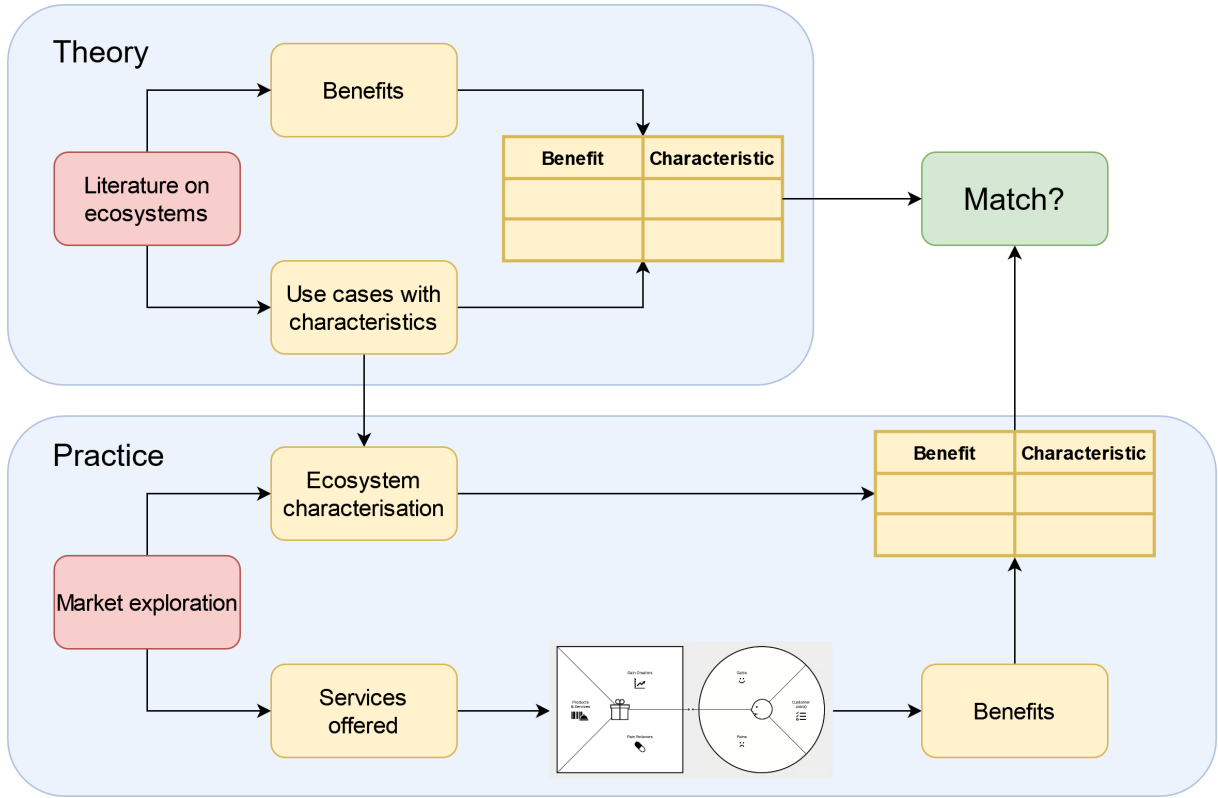 Theory
Benefits
Literature on
ecosystems
Benefit
Characteristic
Use cases with
characteristics
Match?
Practice
Ecosystem
characterisation
Benefit
Characteristic
Market exploration
Services
offered
Gain Creators
Products
& Services
Pain Relievers
Gains
Customer
Job(s)
Pains
Benefits